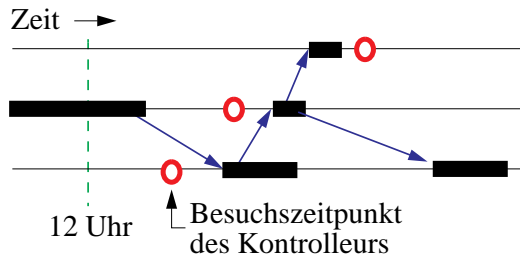 Zeit
12 Uhr
Besuchszeitpunkt
des Kontrolleurs